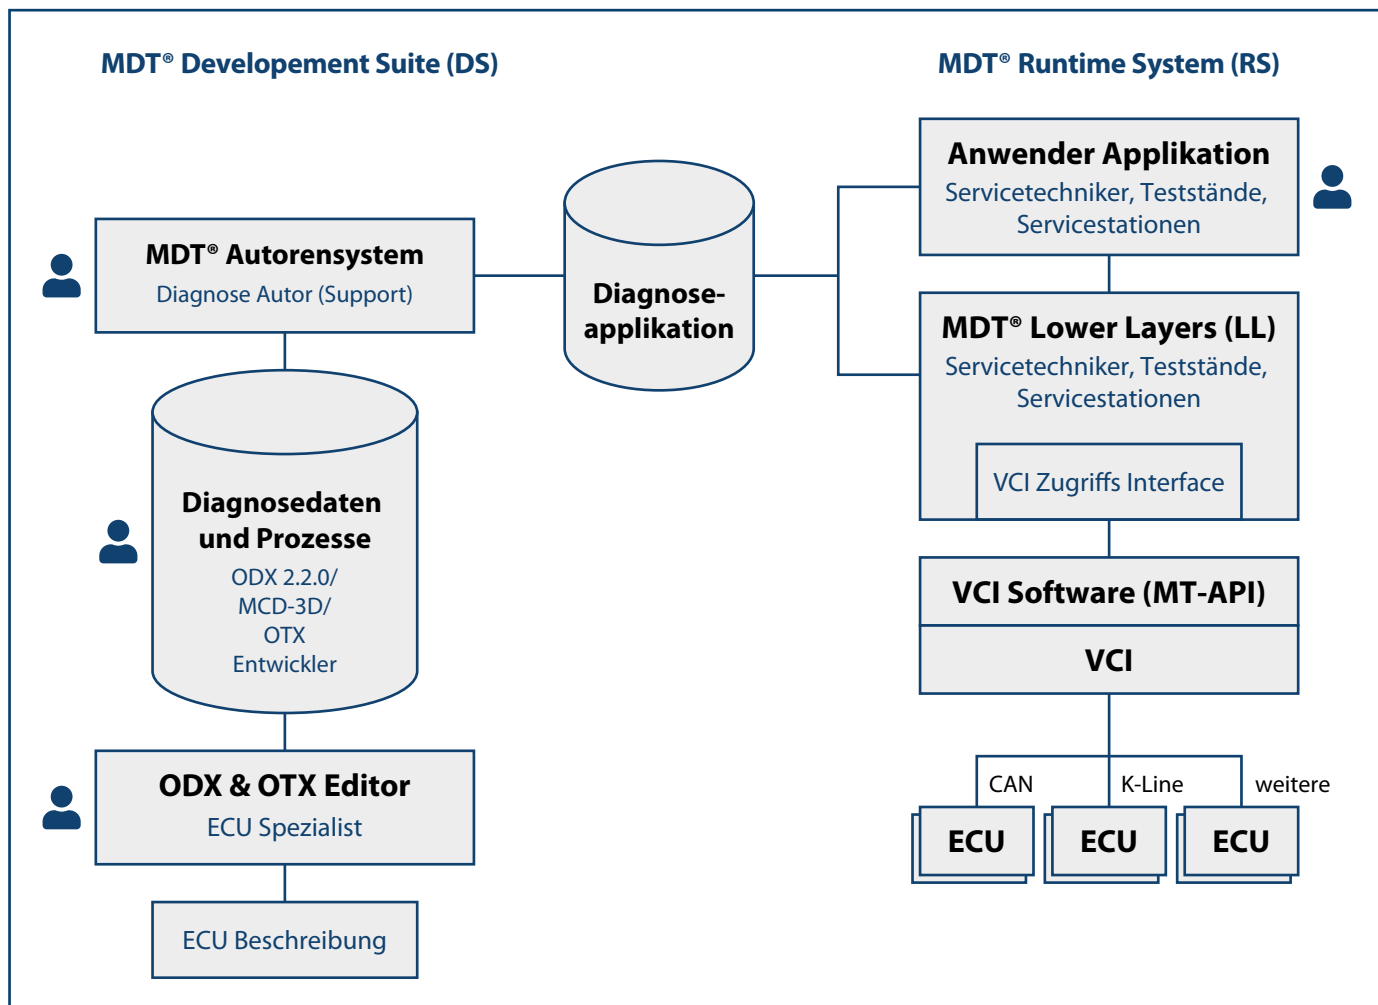 MDT® Developement Suite (DS)
MDT® Autorensystem
Diagnose Autor (Support)
Diagnosedaten
und Prozesse
ODX 2.2.0/
MCD-3D/
OTX
Entwickler
ODX & OTX Editor
ECU Spezialist
ECU Beschreibung
Diagnose-
applikation
MDT® Runtime System (RS)
Anwender Applikation
Servicetechniker, Teststände,
Servicestationen
MDT® Lower Layers (LL)
Servicetechniker, Teststände,
Servicestationen
VCI Zugriffs Interface
VCI Software (MT-API)
VCI
CAN
K-Line
weitere
ECU
ECU
ECU